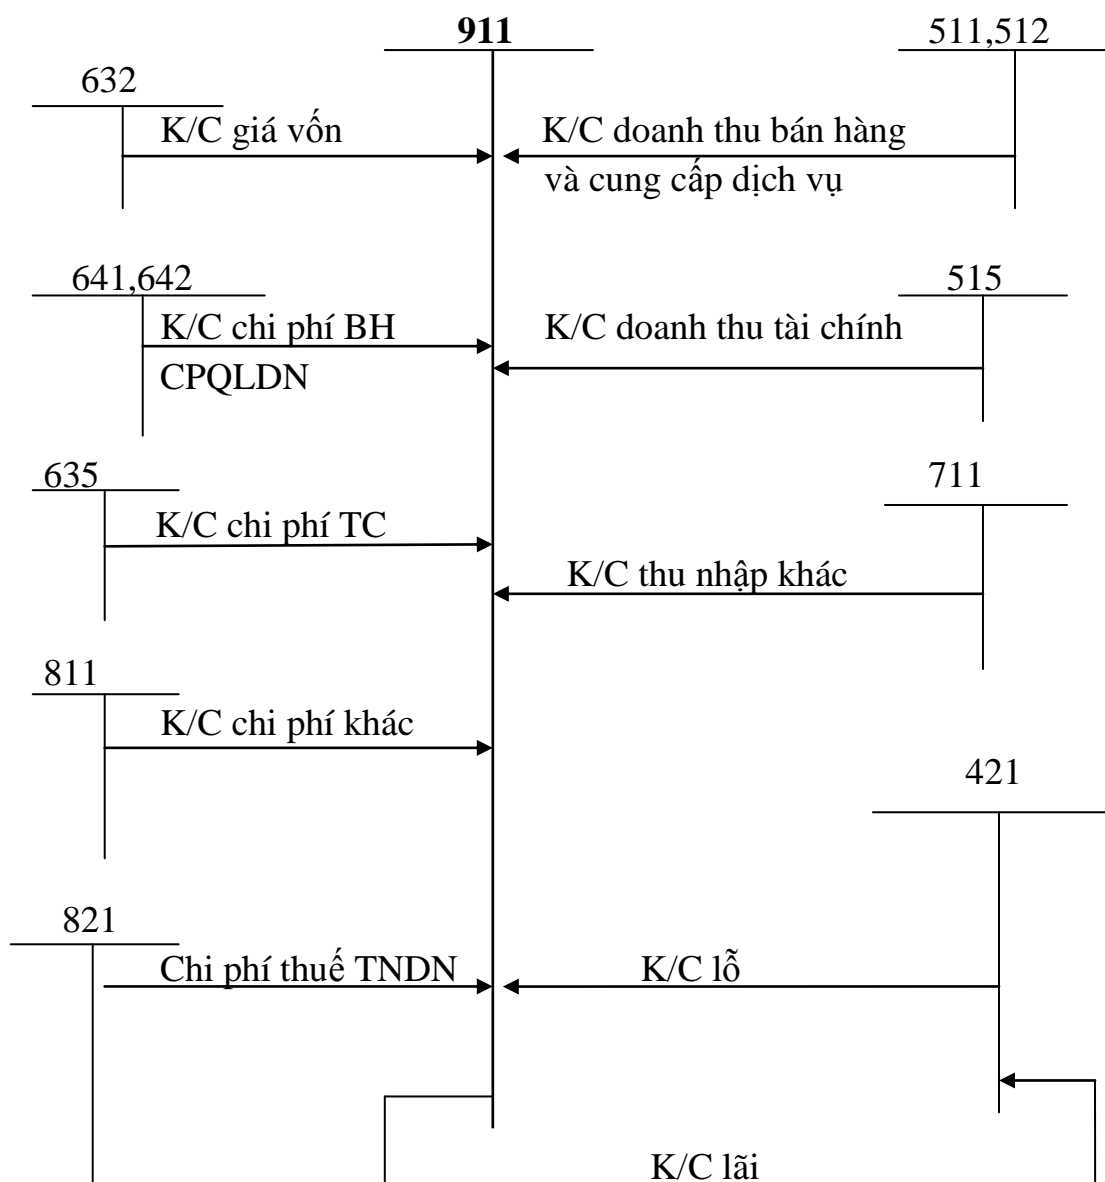 911
511,512
632
K/C giá vốn
K/C doanh thu bán hàng
và cung cấp dịch vụ
641,642
515
K/C chi phí BH
K/C doanh thu tài chính
CPQLDN
635
711
K/C chi phí TC
K/C thu nhập khác
811
K/C chi phí khác
421
821
Chi phí thuế TNDN
K/C lỗ
K/C lãi